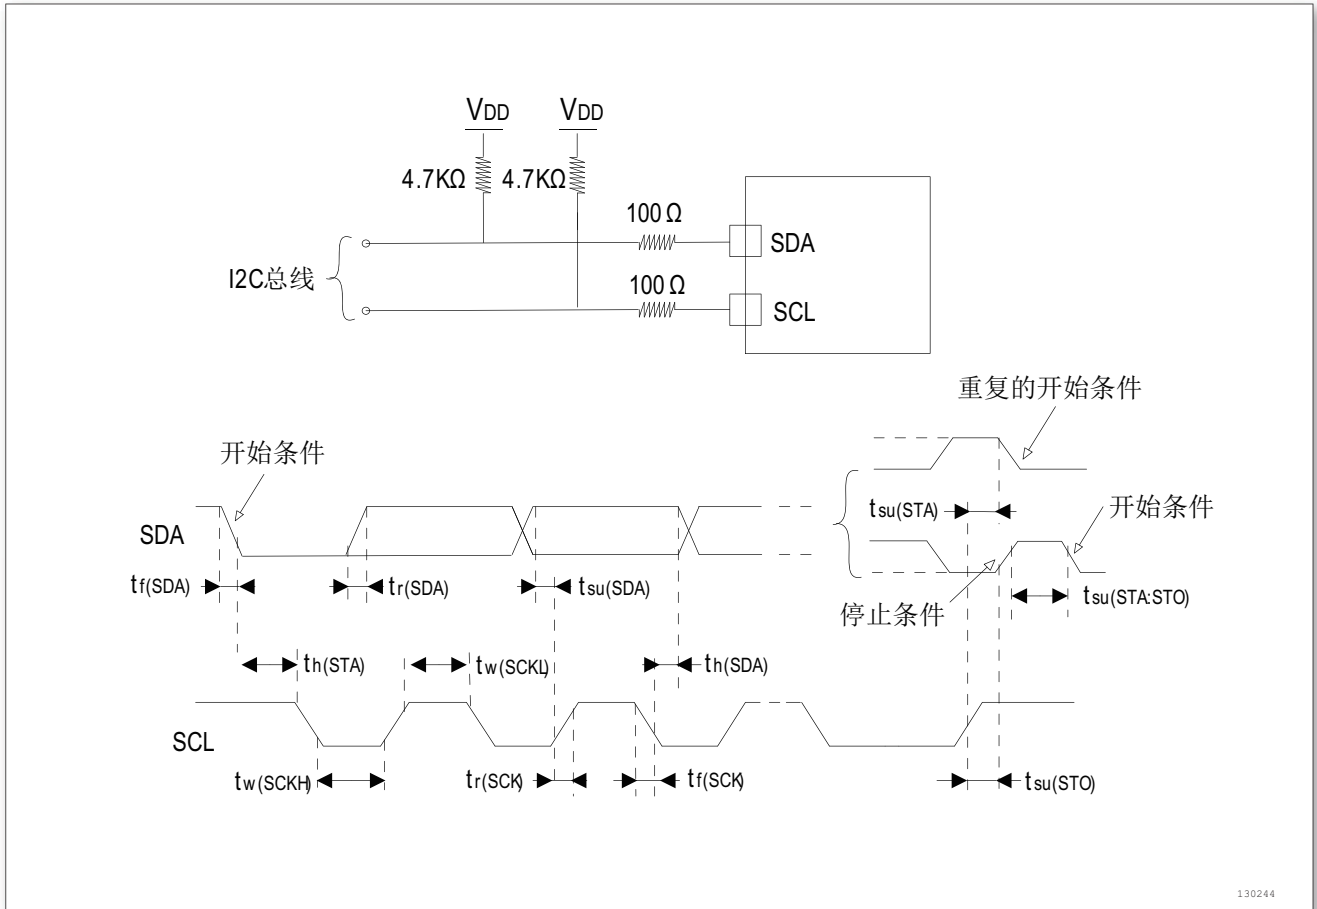 VDD VDD
4.7KΩ 4.7KΩ
100 Ω
SDA
I2C总线
100 Ω
SCL
重复的开始条件
开始条件
tsu(STA)
开始条件
SDA
tf(SDA)
tr(SDA)
tsu(SDA)
停止条件
tsu(STA:STO)
th(STA)
tw(SCKL)
th(SDA)
SCL
tw(SCKH)
tr(SCK)
tf(SCK)
tsu(STO)
130244